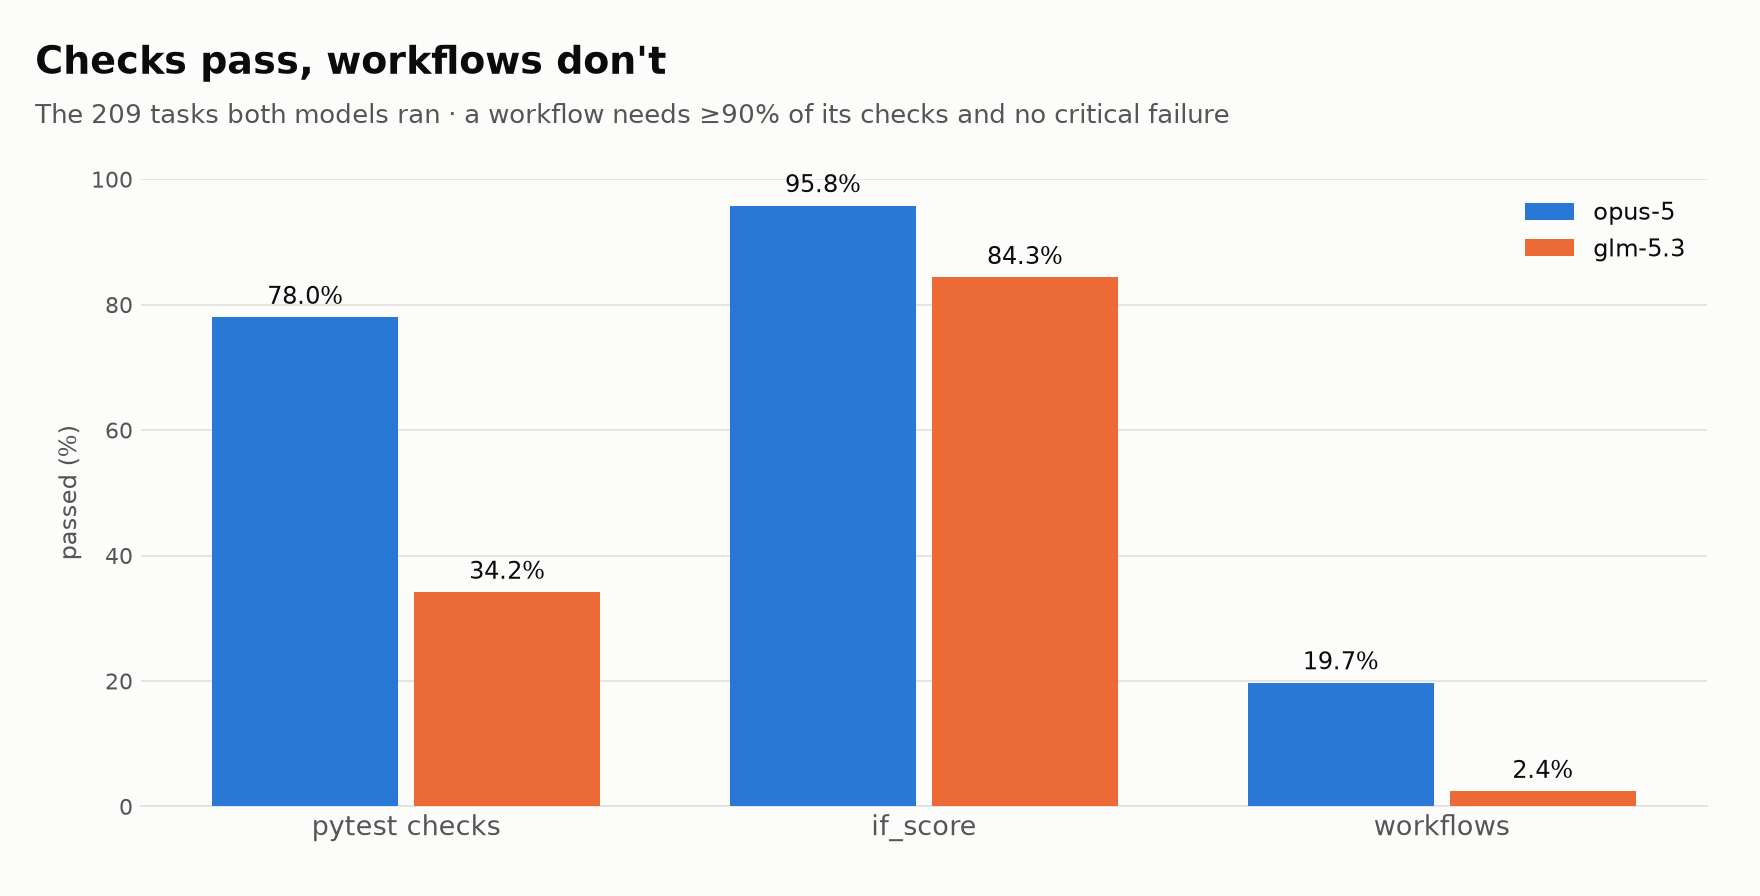 Checks pass, workflows don't
The 209 tasks both models ran · a workflow needs ≥90% of its checks and no critical failure
passed (%)
100
80
60
40
20
0
78.0%
34.2%
95.8%
84.3%
19.7%
2.4%
opus-5
glm-5.3
pytest checks
if_score
workflows